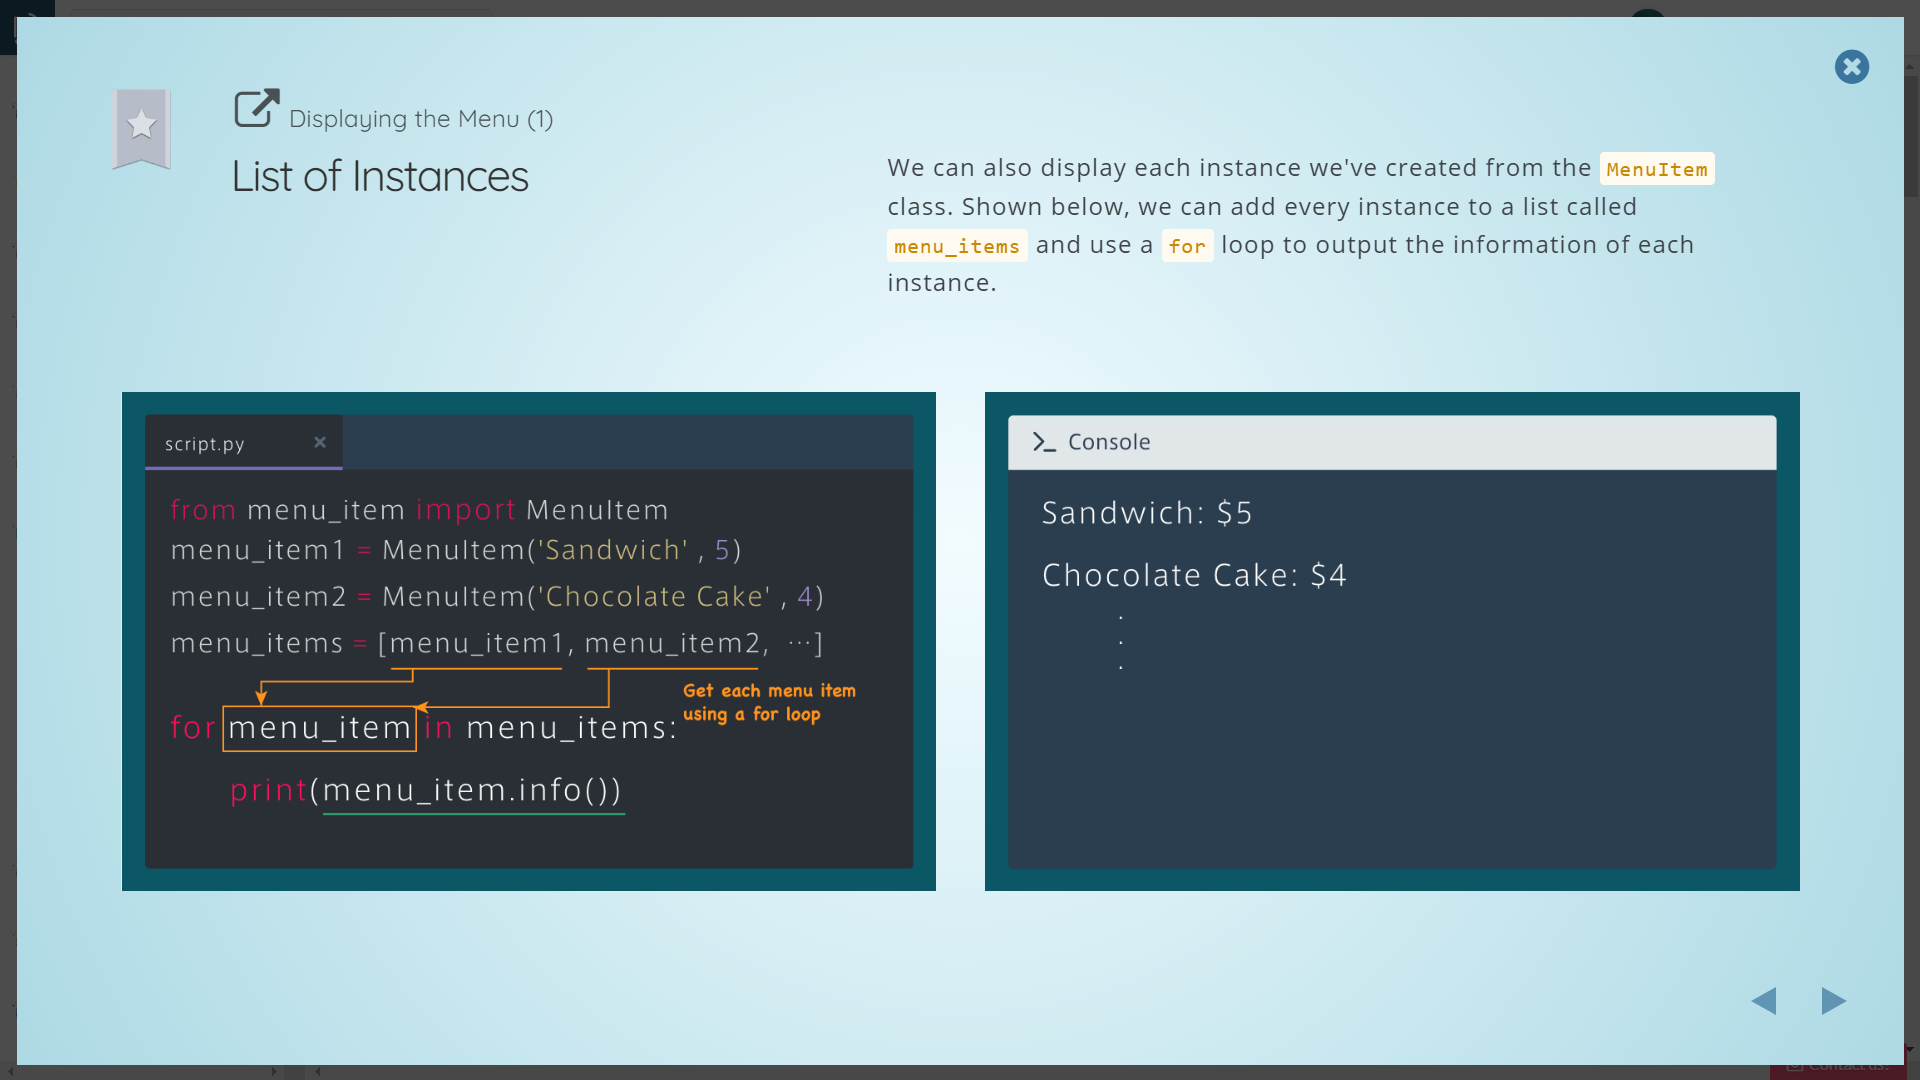 Displaying the Menu (1)
List of Instances
We can also display each instance we've created from the MenuItem
class. Shown below, we can add every instance to a list called
menu_items and use a for loop to output the information of each
instance.
script.py
from menu_item import MenuItem
menu_item1 = MenuItem('Sandwich' , 5)
menu_item2 = MenuItem('Chocolate Cake' , 4)
menu_items = [menu_item1, menu_item2, ...]
Get each menu item
using a for loop
for menu_item in menu_items:
print(menu_item.info())
Console
Sandwich: $5
Chocolate Cake: $4
.
.
.
Contact us!